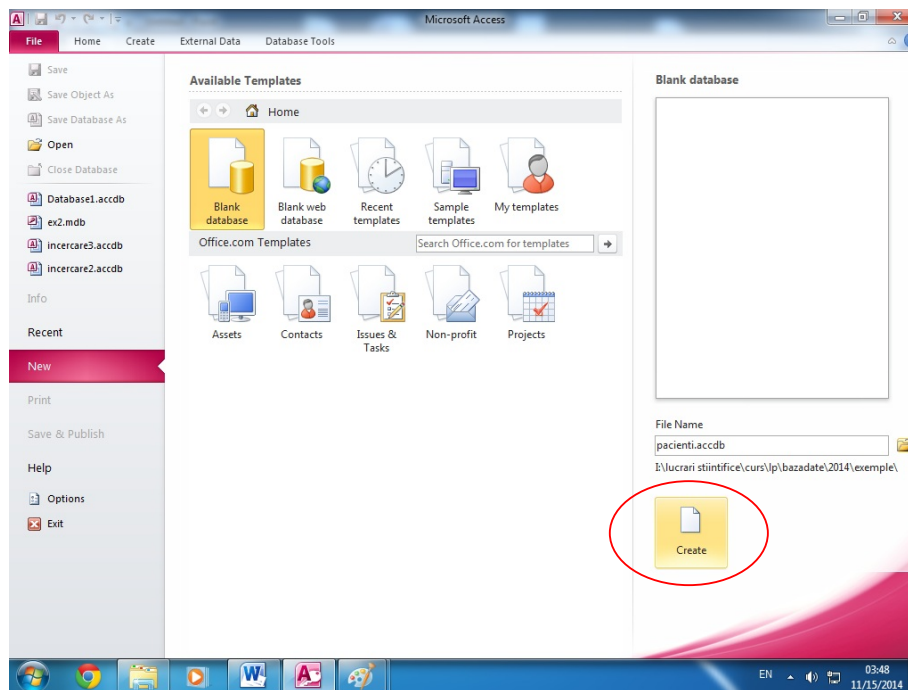 Microsoft Access
File Home Create External Data Database Tools
Save
Save Object As
Save Database As
Open
Close Database
Database1.accdb
ex2.mdb
incercare3.accdb
incercare2.accdb
Info
Recent
New
Print
Save & Publish
Help
Options
Exit
Available Templates
Home
Blank database
Blank web database
Recent templates
Sample templates
My templates
Office.com Templates
Search Office.com for templates
Assets
Contacts
Issues & Tasks
Non-profit
Projects
Blank database
File Name
pacienti.accdb
I:\lucrari stiintifice\curs\lp\bazadate\2014\exemple\
Create
EN
03:48
11/15/2014